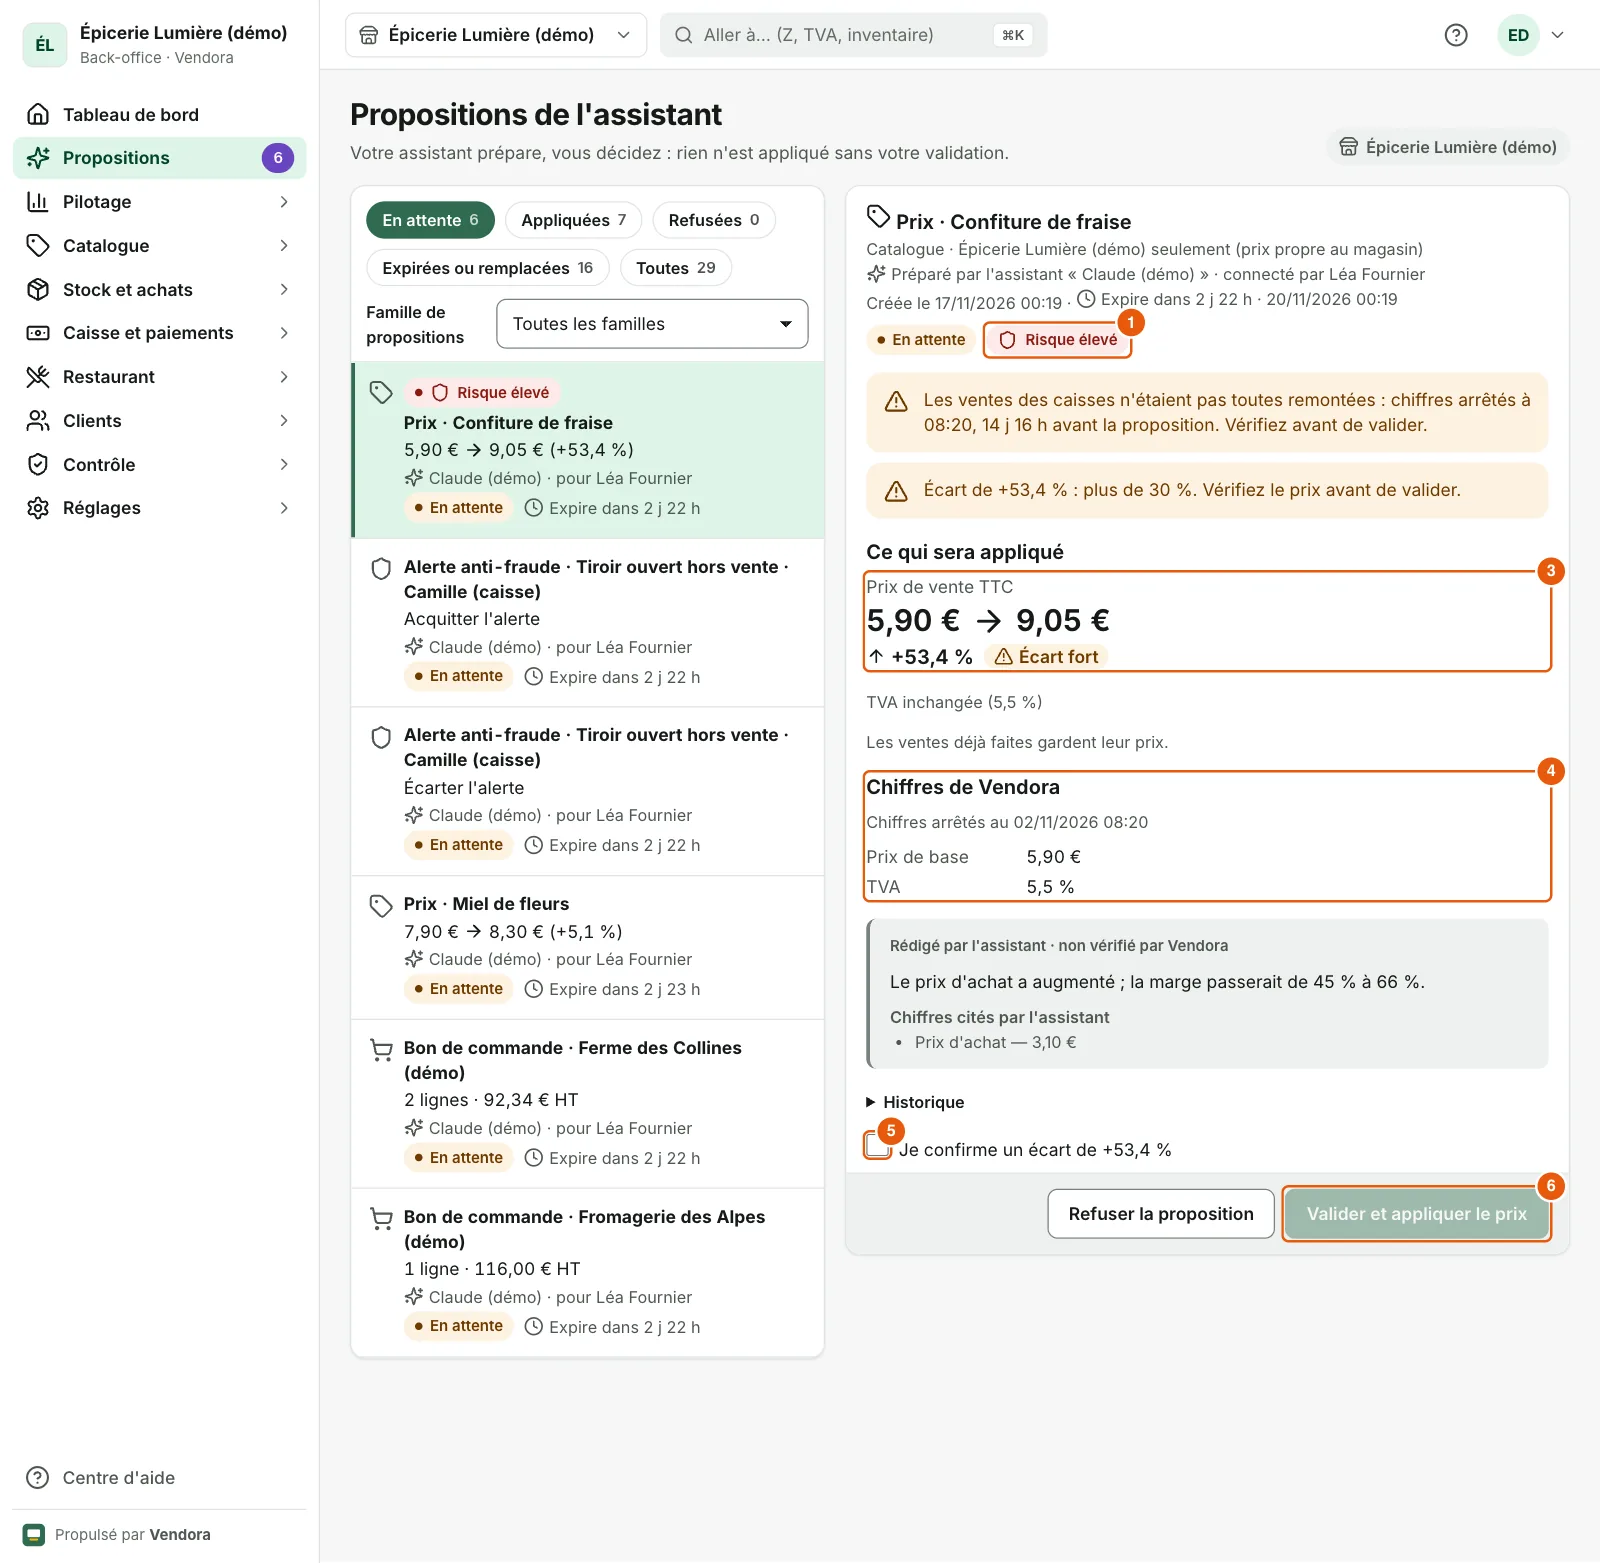 ÉL
Épicerie Lumière (démo)
Back-office · Vendora
Épicerie Lumière (démo)
Aller à... (Z, TVA, inventaire)
⌘K
ED
Tableau de bord
Propositions
6
Pilotage
Catalogue
Stock et achats
Caisse et paiements
Restaurant
Clients
Contrôle
Réglages
Centre d'aide
Propulsé par Vendora
Propositions de l'assistant
Votre assistant prépare, vous décidez : rien n'est appliqué sans votre validation.
Épicerie Lumière (démo)
En attente 6
Appliquées 7
Refusées 0
Expirées ou remplacées 16
Toutes 29
Famille de
propositions
Toutes les familles
Risque élevé
Prix · Confiture de fraise
5,90 € → 9,05 € (+53,4 %)
Claude (démo) · pour Léa Fournier
En attente
Expire dans 2 j 22 h
Alerte anti-fraude · Tiroir ouvert hors vente ·
Camille (caisse)
Acquitter l'alerte
Claude (démo) · pour Léa Fournier
En attente
Expire dans 2 j 22 h
Alerte anti-fraude · Tiroir ouvert hors vente ·
Camille (caisse)
Écarter l'alerte
Claude (démo) · pour Léa Fournier
En attente
Expire dans 2 j 22 h
Prix · Miel de fleurs
7,90 € → 8,30 € (+5,1 %)
Claude (démo) · pour Léa Fournier
En attente
Expire dans 2 j 23 h
Bon de commande · Ferme des Collines
(démo)
2 lignes · 92,34 € HT
Claude (démo) · pour Léa Fournier
En attente
Expire dans 2 j 22 h
Bon de commande · Fromagerie des Alpes
(démo)
1 ligne · 116,00 € HT
Claude (démo) · pour Léa Fournier
En attente
Expire dans 2 j 22 h
Prix · Confiture de fraise
Catalogue · Épicerie Lumière (démo) seulement (prix propre au magasin)
Préparé par l'assistant « Claude (démo) » · connecté par Léa Fournier
Créée le 17/11/2026 00:19 · Expire dans 2 j 22 h · 20/11/2026 00:19
En attente
Risque élevé
1
Les ventes des caisses n'étaient pas toutes remontées : chiffres arrêtés à
08:20, 14 j 16 h avant la proposition. Vérifiez avant de valider.
Écart de +53,4 % : plus de 30 %. Vérifiez le prix avant de valider.
Ce qui sera appliqué
3
Prix de vente TTC
5,90 € → 9,05 €
↑ +53,4 %
Écart fort
TVA inchangée (5,5 %)
Les ventes déjà faites gardent leur prix.
4
Chiffres de Vendora
Chiffres arrêtés au 02/11/2026 08:20
Prix de base 5,90 €
TVA 5,5 %
Rédigé par l'assistant · non vérifié par Vendora
Le prix d'achat a augmenté ; la marge passerait de 45 % à 66 %.
Chiffres cités par l'assistant
• Prix d'achat — 3,10 €
Historique
5
Je confirme un écart de +53,4 %
6
Refuser la proposition
Valider et appliquer le prix